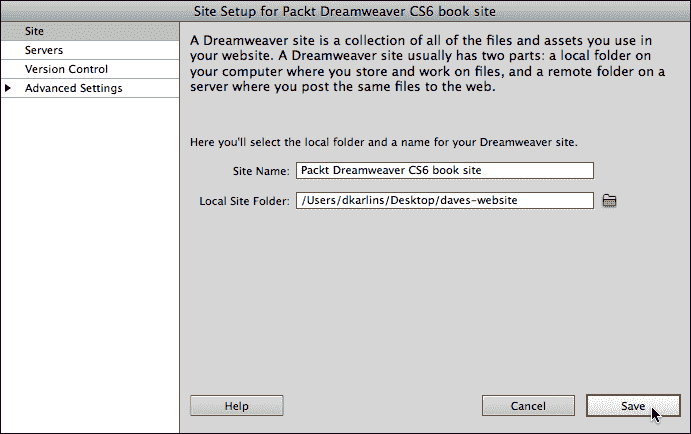 Site Setup for Packt Dreamweaver CS6 book site
Site
Servers
Version Control
Advanced Settings
A Dreamweaver site is a collection of all of the files and assets you use in
your website. A Dreamweaver site usually has two parts: a local folder on
your computer where you store and work on files, and a remote folder on a
server where you post the same files to the web.
Here you'll select the local folder and a name for your Dreamweaver site.
Site Name: Packt Dreamweaver CS6 book site
Local Site Folder: /Users/dkarlins/Desktop/daves-website
Help Cancel Save